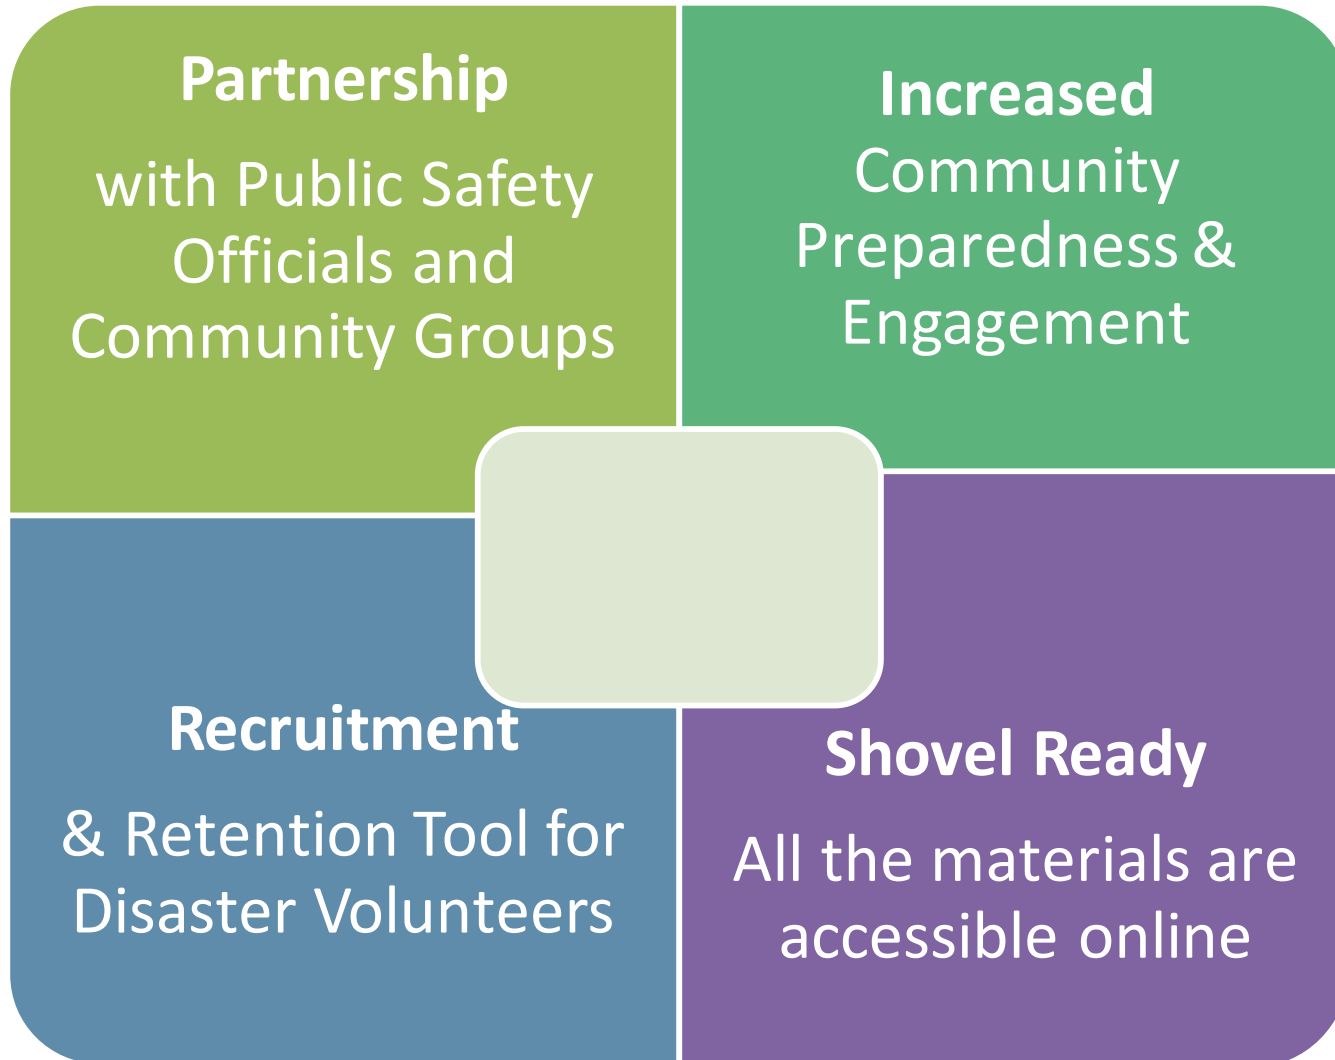 Partnership
with Public Safety
Officials and
Community Groups
Increased
Community
Preparedness &
Engagement
Recruitment
& Retention Tool for
Disaster Volunteers
Shovel Ready
All the materials are
accessible online